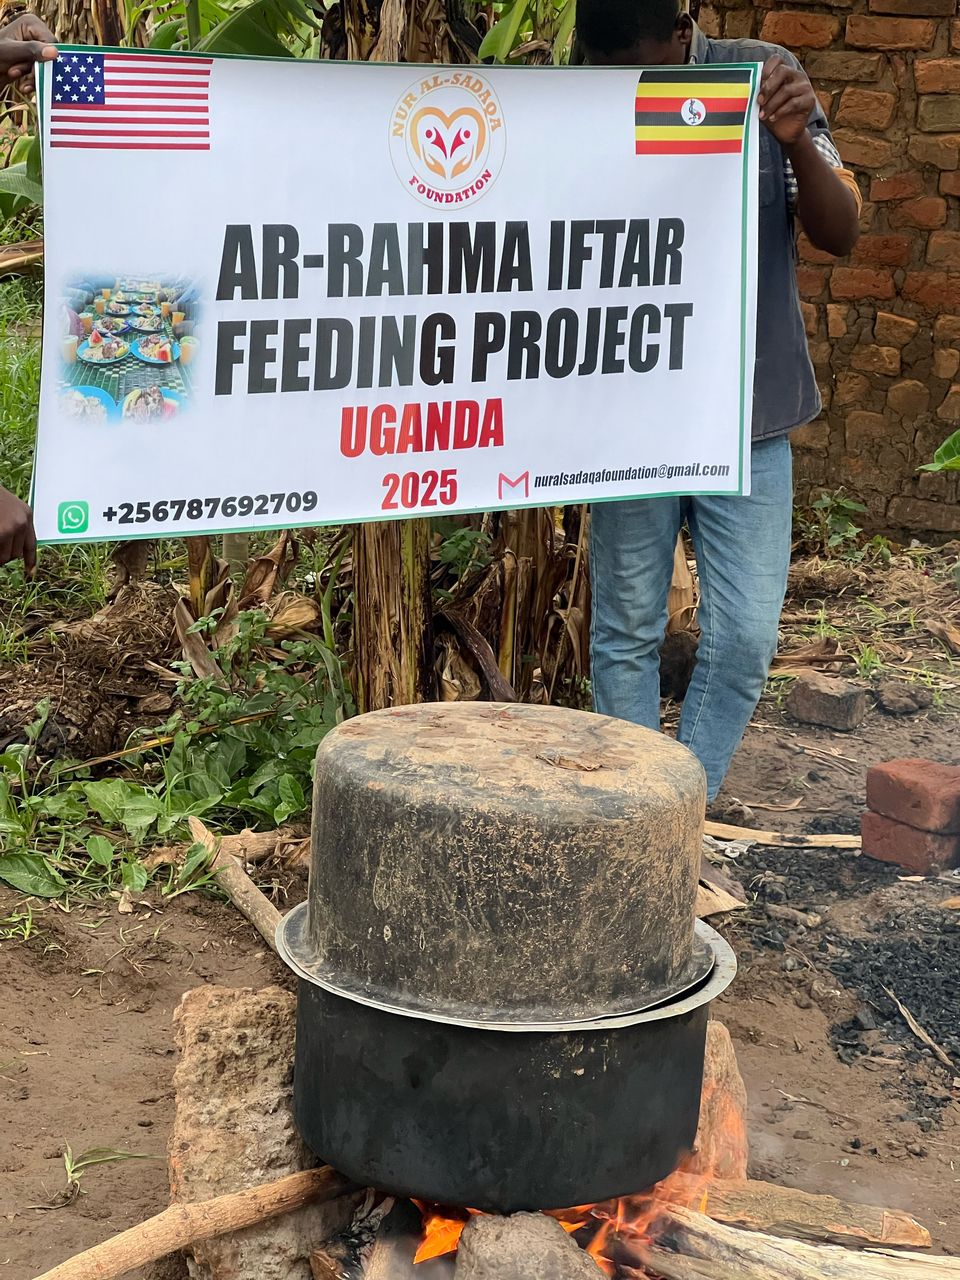 NUR AL-SADAQA
FOUNDATION
AR-RAHMA IFTAR
FEEDING PROJECT
UGANDA
2025
+256787692709
nuralsadaqafoundation@gmail.com